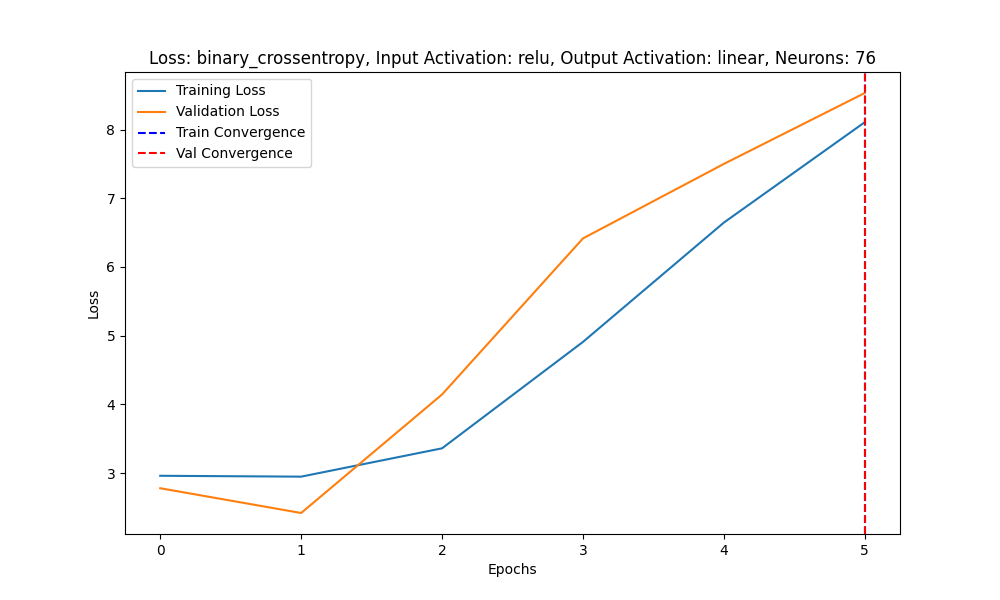 Loss: binary_crossentropy, Input Activation: relu, Output Activation: linear, Neurons: 76
Training Loss
Validation Loss
Train Convergence
Val Convergence
8
7
6
5
4
3
Loss
0 1 2 3 4 5
Epochs